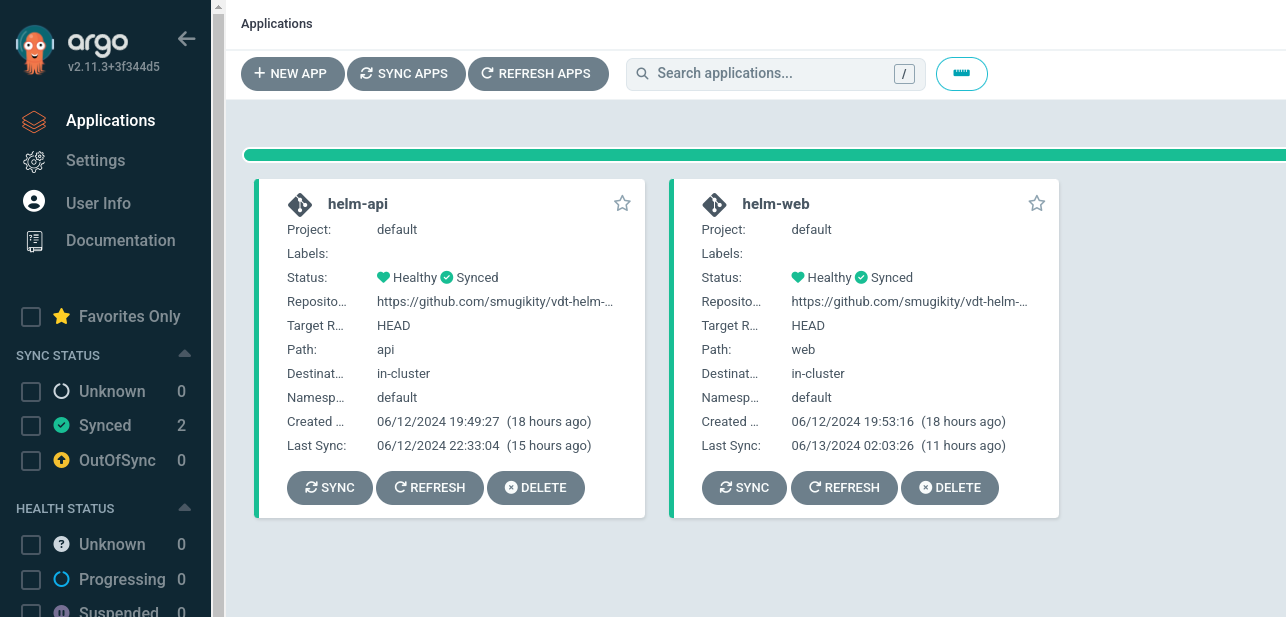 argo
v2.11.3+3f344d5
Applications
Settings
User Info
Documentation
Favorites Only
SYNC STATUS
Unknown 0
Synced 2
OutOfSync 0
HEALTH STATUS
Unknown 0
Progressing 0
Suspended 0
Applications
NEW APP SYNC APPS REFRESH APPS Search applications... /
helm-api
Project: default
Labels:
Status: Healthy Synced
Reposito... https://github.com/smugikity/vdt-helm-...
Target R... HEAD
Path: api
Destinat... in-cluster
Namesp... default
Created ... 06/12/2024 19:49:27 (18 hours ago)
Last Sync: 06/12/2024 22:33:04 (15 hours ago)
SYNC REFRESH DELETE
helm-web
Project: default
Labels:
Status: Healthy Synced
Reposito... https://github.com/smugikity/vdt-helm-...
Target R... HEAD
Path: web
Destinat... in-cluster
Namesp... default
Created ... 06/12/2024 19:53:16 (18 hours ago)
Last Sync: 06/13/2024 02:03:26 (11 hours ago)
SYNC REFRESH DELETE